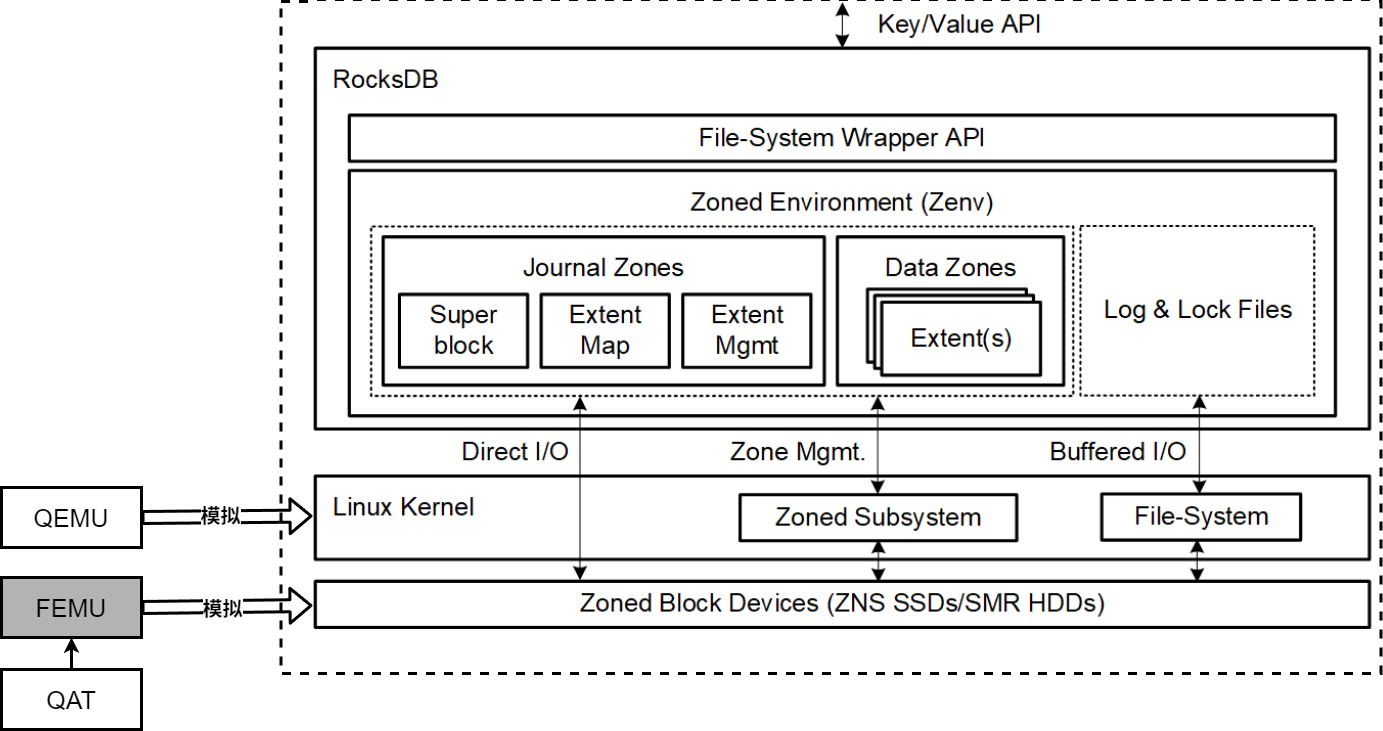 Key/Value API
RocksDB
File-System Wrapper API
Zoned Environment (Zenv)
Journal Zones
Super
block
Extent
Map
Extent
Mgmt
Data Zones
Extent(s)
Log & Lock Files
Direct I/O
Zone Mgmt.
Buffered I/O
QEMU
模拟
Linux Kernel
Zoned Subsystem
File-System
FEMU
模拟
Zoned Block Devices (ZNS SSDs/SMR HDDs)
QAT